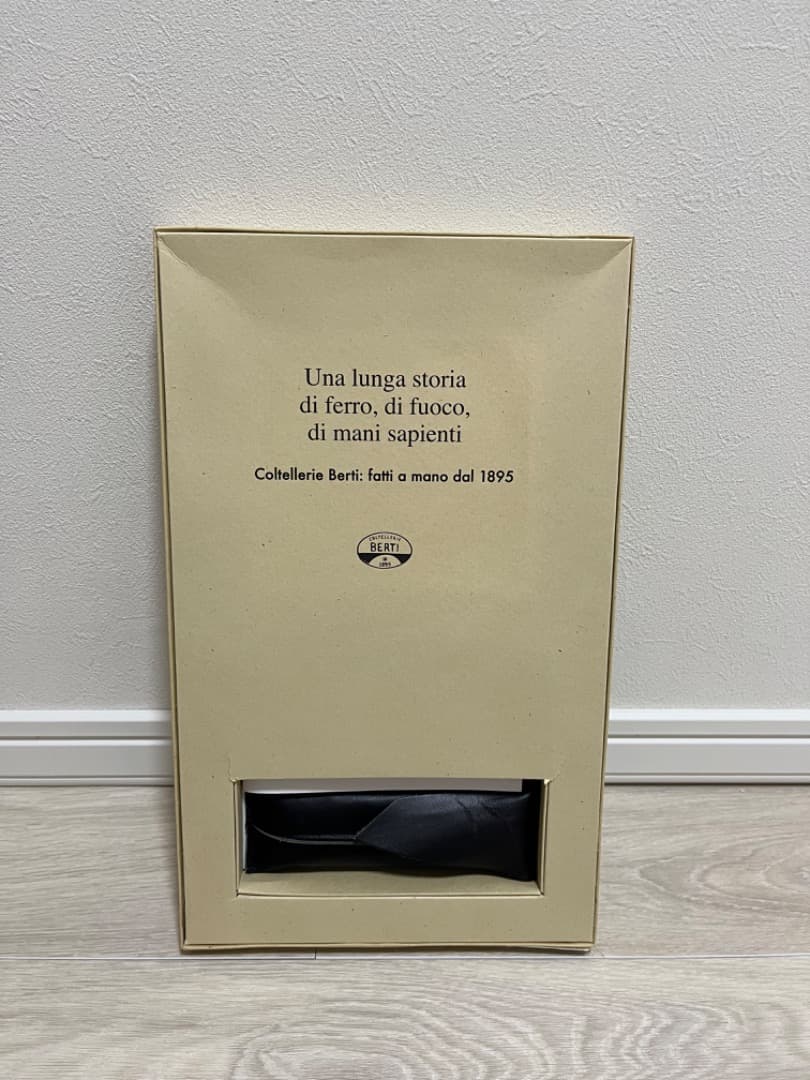 Una lunga storia
di ferro, di fuoco,
di mani sapienti
Coltellerie Berti: fatti a mano dal 1895
COLTELLERIE
BERTI
1895